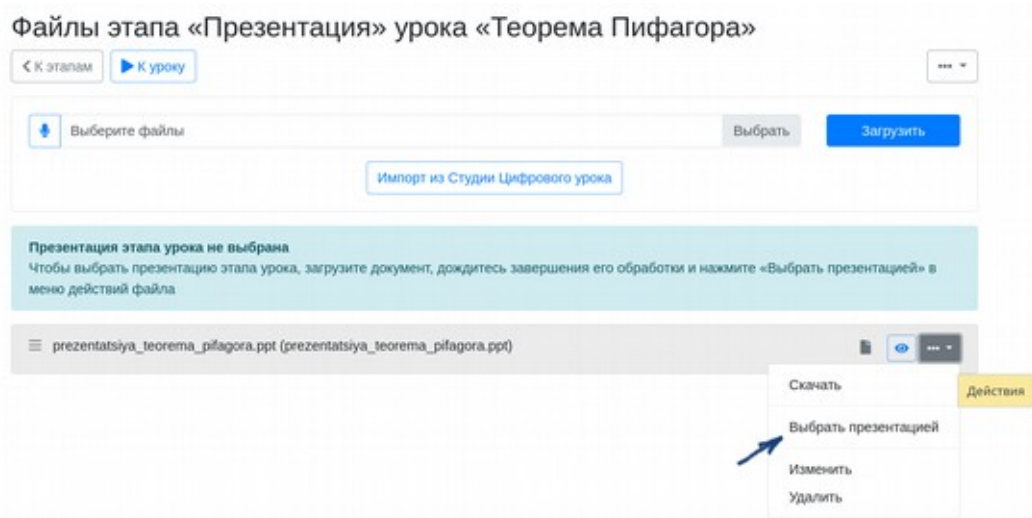 Файлы этапа «Презентация» урока «Теорема Пифагора»
К этапам К уроку
Выберите файлы Выбрать Загрузить
Импорт из Студии Цифрового урока
Презентация этапа урока не выбрана
Чтобы выбрать презентацию этапа урока, загрузите документ, дождитесь завершения его обработки и нажмите «Выбрать презентацией» в
меню действий файла
prezentatsiya_teorema_pifagora.ppt (prezentatsiya_teorema_pifagora.ppt)
Скачать
Действия
Выбрать презентацией
Изменить
Удалить